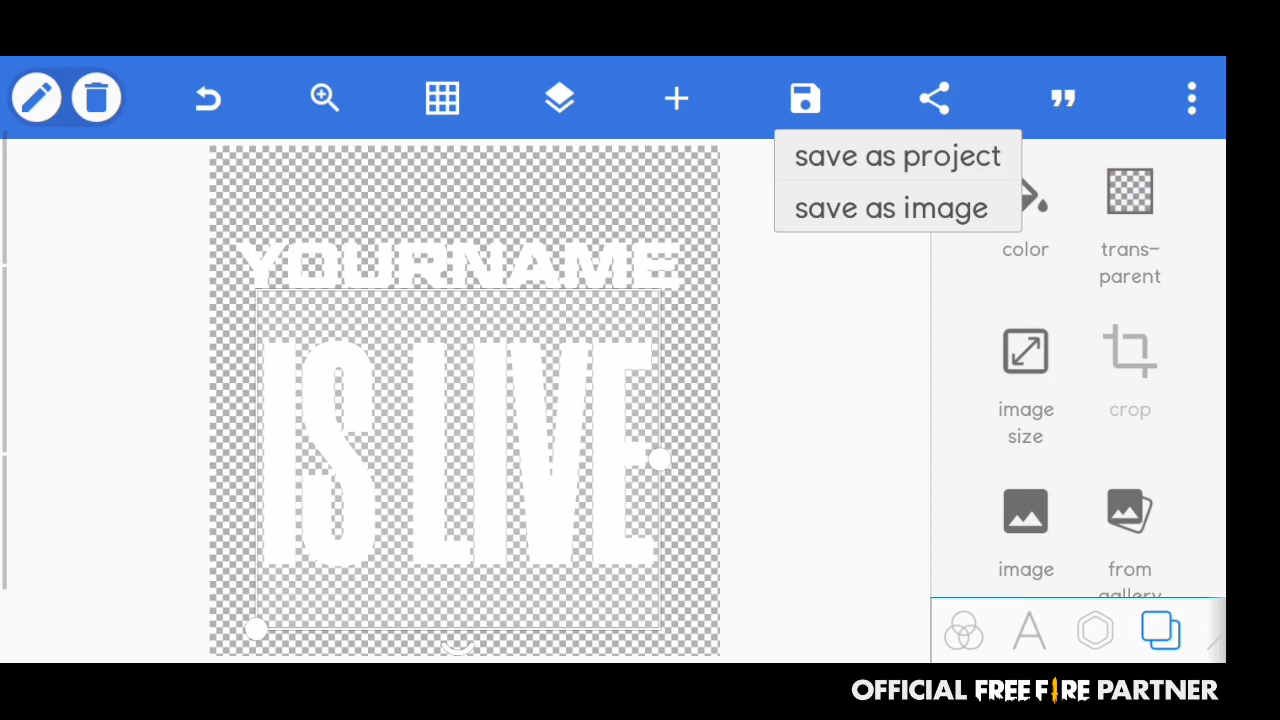 save as project
save as image
color
trans-
parent
YOURNAME
IS LIVE
image
size
crop
image
from
gallery
OFFICIAL FREE FIRE PARTNER